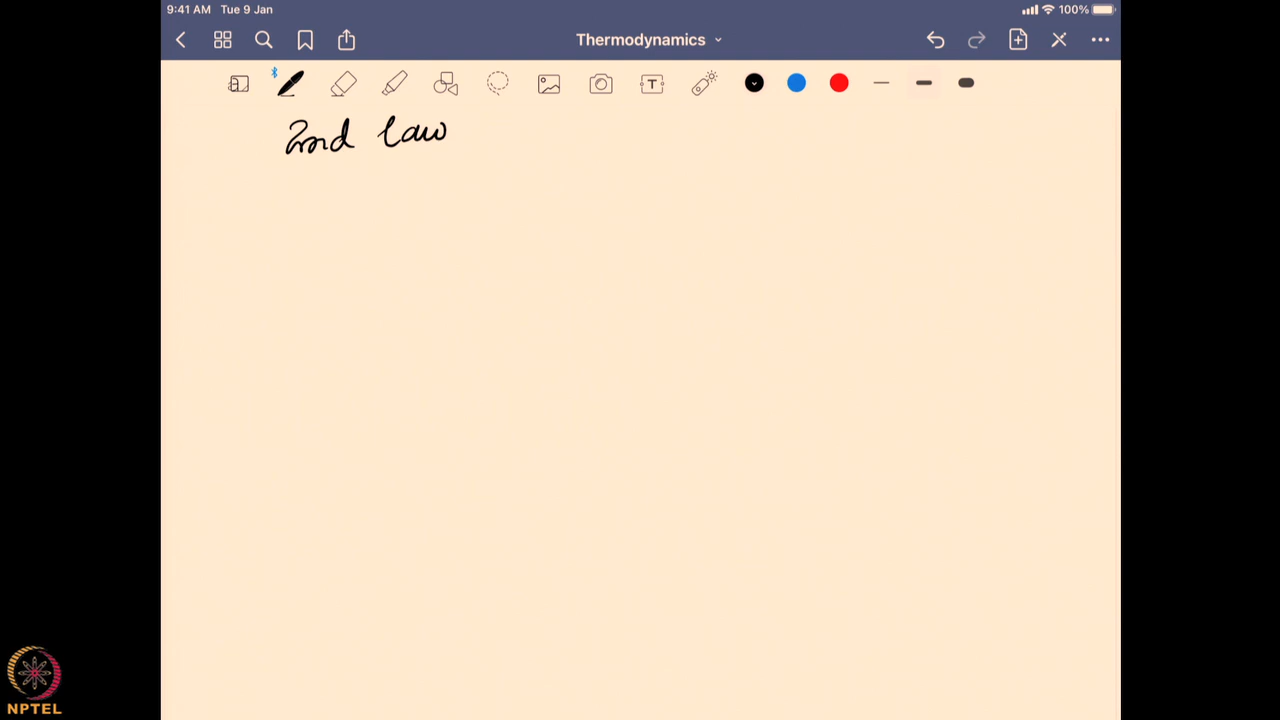 9:41 AM Tue 9 Jan 100%
Thermodynamics
T
2nd law
NPTEL